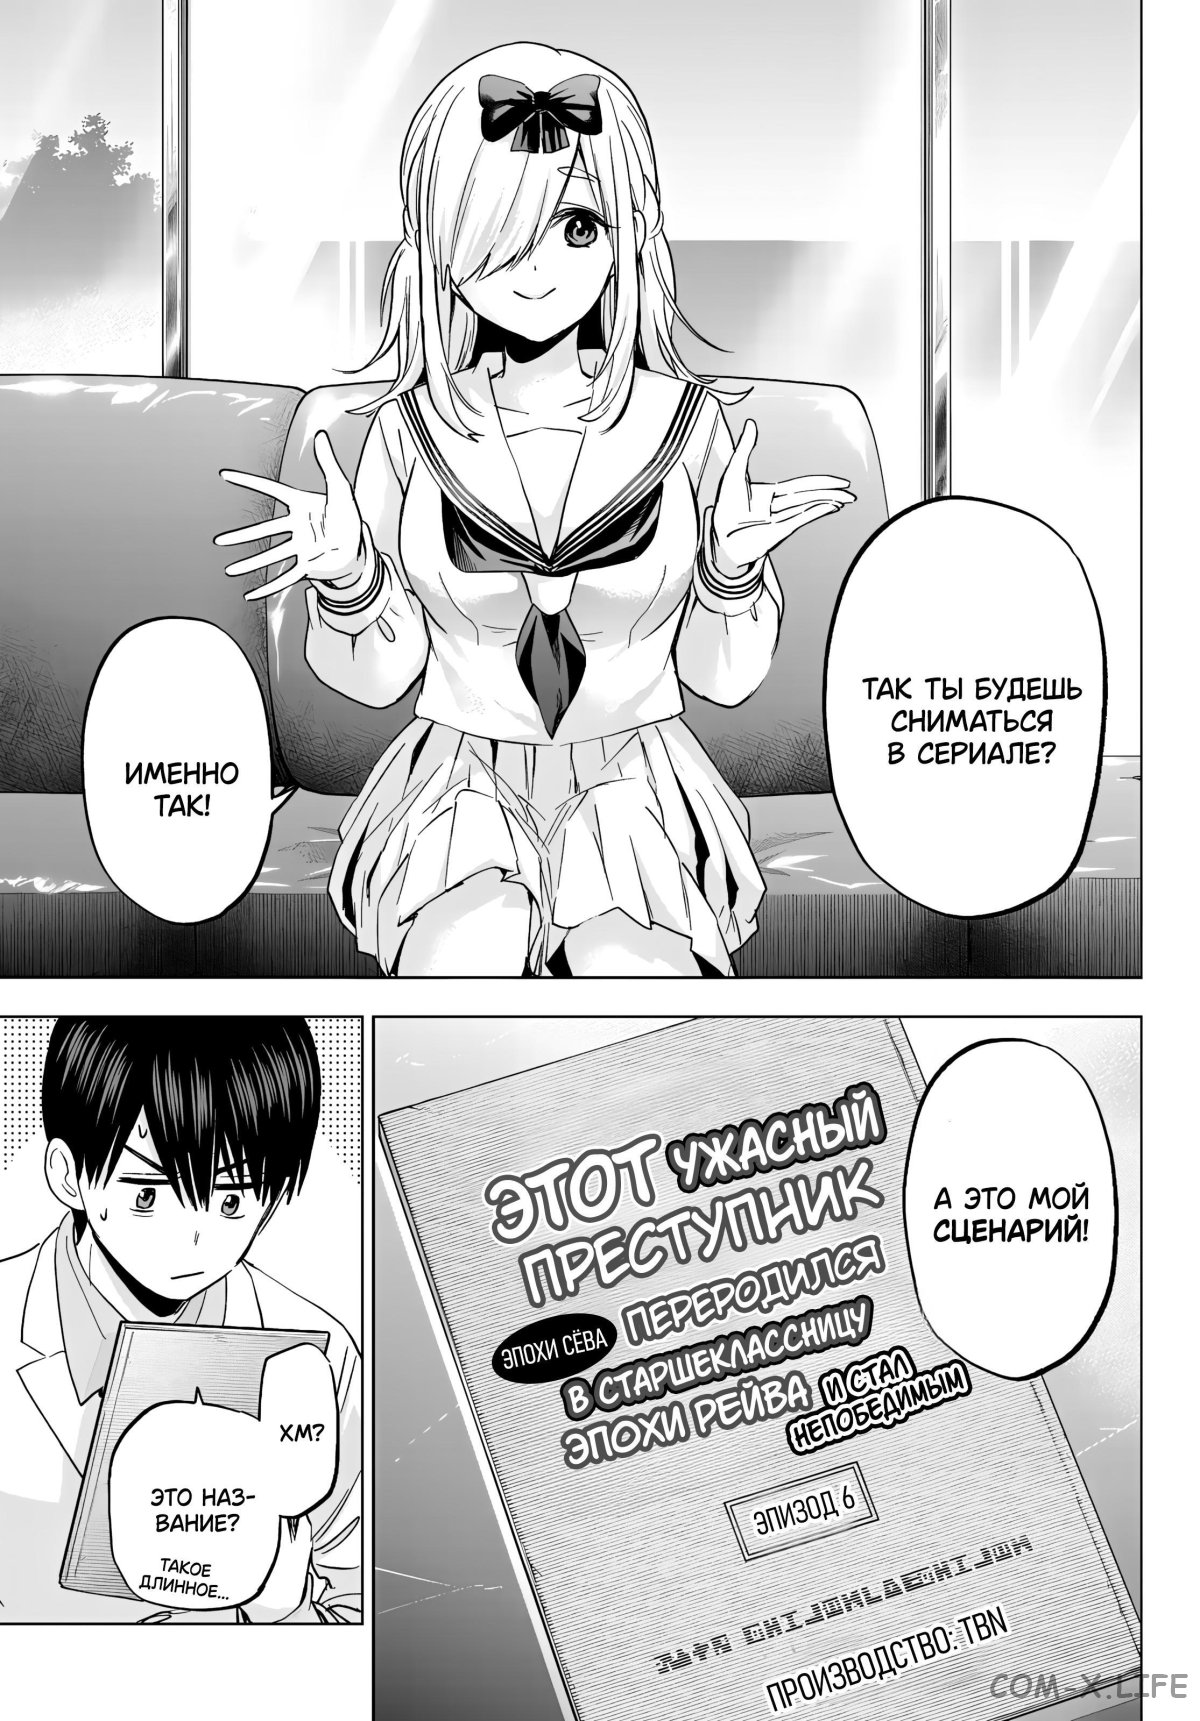 ТАК ТЫ БУДЕШЬ
СНИМАТЬСЯ
В СЕРИАЛЕ?
ИМЕННО
ТАК!
А ЭТО МОЙ
СЦЕНАРИЙ!
ЭТОТ УЖАСНЫЙ
ПРЕСТУПНИК
ЭПОХИ СЁВА ПЕРЕРОДИЛСЯ
В СТАРШЕКЛАССНИЦУ
ЭПОХИ РЕЙВА И СТАЛ
НЕПОБЕДИМЫМ
ЭПИЗОД 6
ПРОИЗВОДСТВО: TBN
ХМ?
ЭТО НАЗ-
ВАНИЕ?
ТАКОЕ
ДЛИННОЕ...
COM-X.LIFE